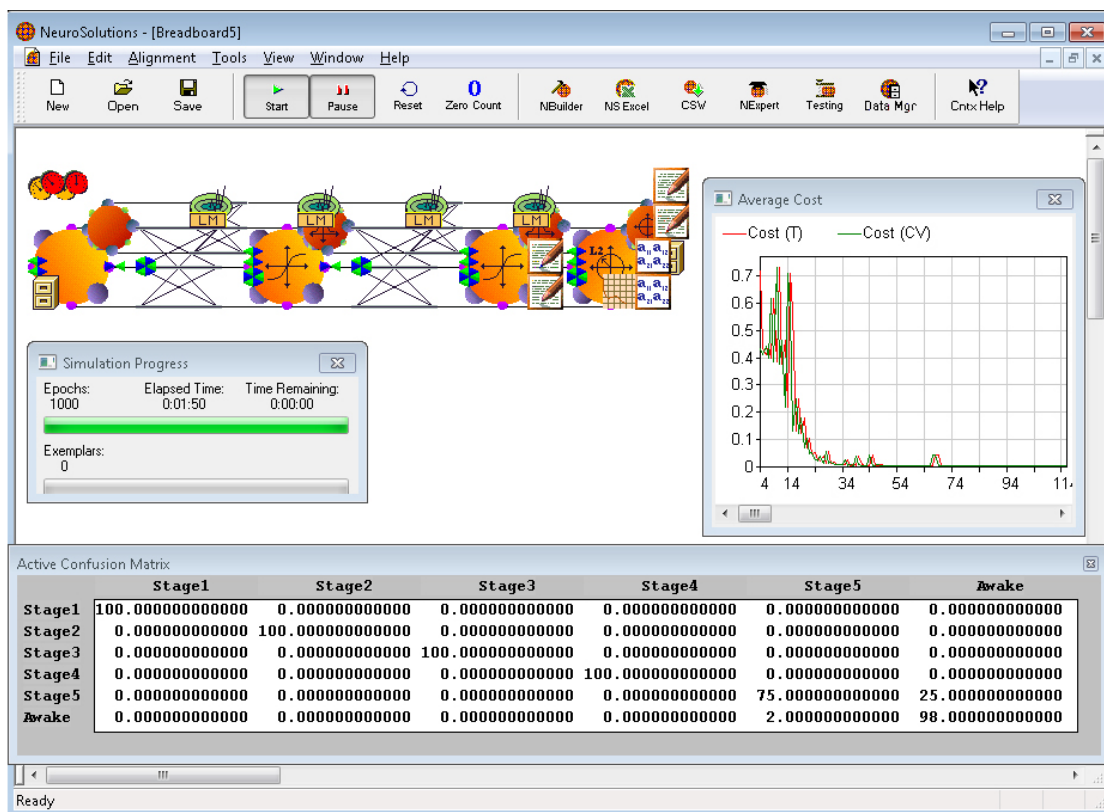 NeuroSolutions - [Breadboard5]
File Edit Alignment Tools View Window Help
New Open Save Start Pause Reset Zero Count NBuilder NS Excel CSW NExpert Testing Data Mgr Cntx Help
LM LM LM LM
L2
a11a12
a21a22
a11a12
a21a22
Average Cost
Cost (T) Cost (CV)
0.7
0.6
0.5
0.4
0.3
0.2
0.1
0
4 14 34 54 74 94 114
Simulation Progress
Epochs: Elapsed Time: Time Remaining:
1000 0:01:50 0:00:00
Exemplars:
0
Active Confusion Matrix
Stage1 Stage2 Stage3 Stage4 Stage5 Awake
Stage1 100.000000000000 0.000000000000 0.000000000000 0.000000000000 0.000000000000 0.000000000000
Stage2 0.000000000000 100.000000000000 0.000000000000 0.000000000000 0.000000000000 0.000000000000
Stage3 0.000000000000 0.000000000000 100.000000000000 0.000000000000 0.000000000000 0.000000000000
Stage4 0.000000000000 0.000000000000 0.000000000000 100.000000000000 0.000000000000 0.000000000000
Stage5 0.000000000000 0.000000000000 0.000000000000 0.000000000000 75.000000000000 25.000000000000
Awake 0.000000000000 0.000000000000 0.000000000000 0.000000000000 2.000000000000 98.000000000000
Ready